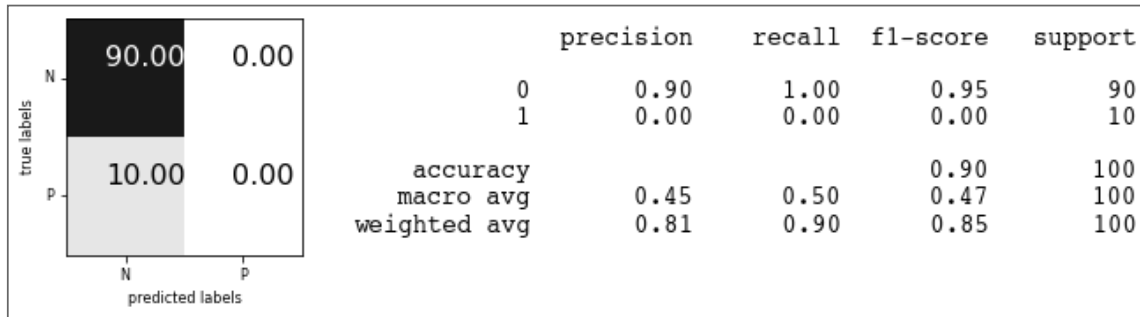 90.00 0.00
10.00 0.00
N
P
true labels
N P
predicted labels
precision recall f1-score support
0 0.90 1.00 0.95 90
1 0.00 0.00 0.00 10
accuracy 0.90 100
macro avg 0.45 0.50 0.47 100
weighted avg 0.81 0.90 0.85 100